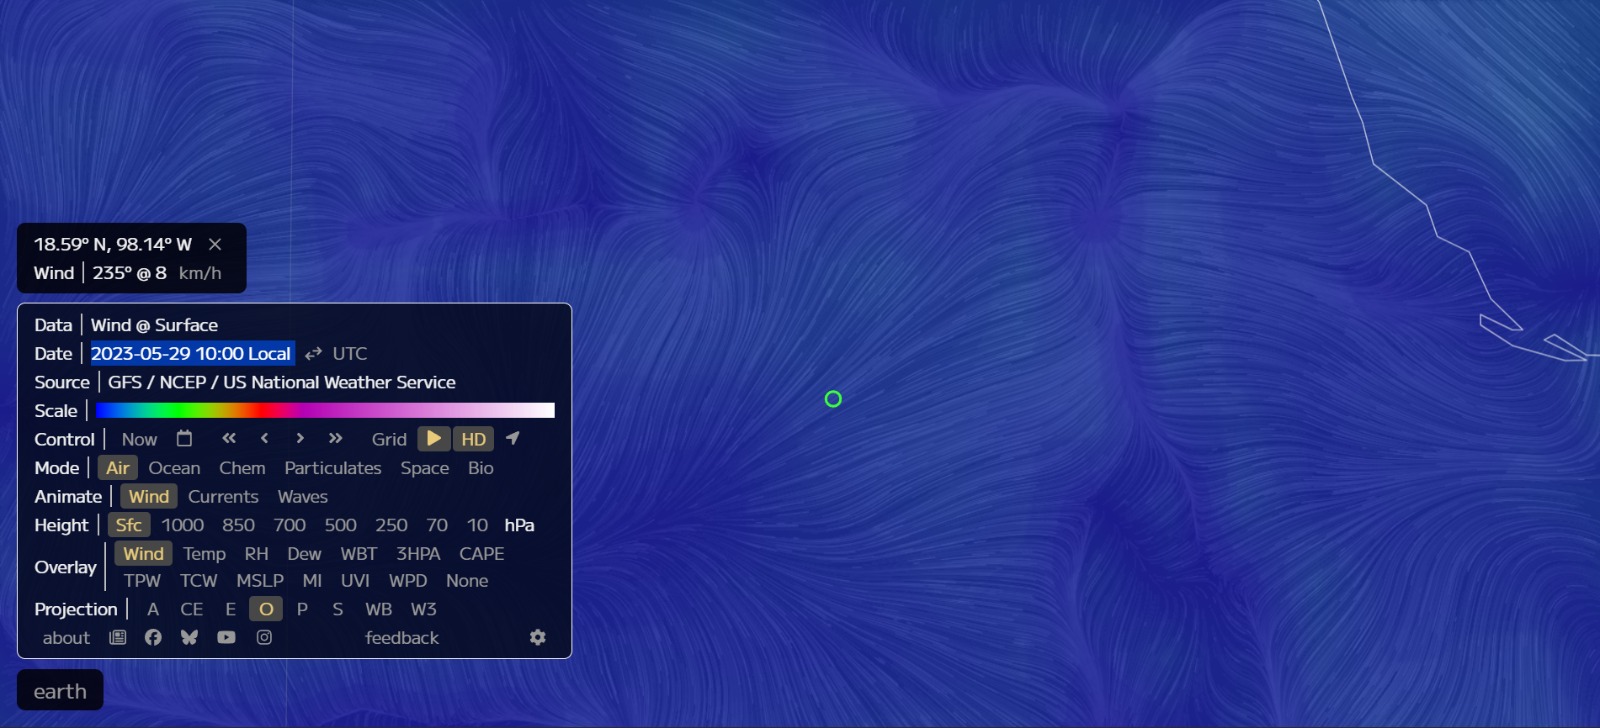 18.59° N, 98.14° W ×
Wind | 235° @ 8 km/h
Data | Wind @ Surface
Date | 2023-05-29 10:00 Local ⇄ UTC
Source | GFS / NCEP / US National Weather Service
Scale |
Control | Now « ‹ › » Grid HD
Mode | Air Ocean Chem Particulates Space Bio
Animate | Wind Currents Waves
Height | Sfc 1000 850 700 500 250 70 10 hPa
Overlay | Wind Temp RH Dew WBT 3HPA CAPE
TPW TCW MSLP MI UVI WPD None
Projection | A CE E O P S WB W3
about feedback
earth